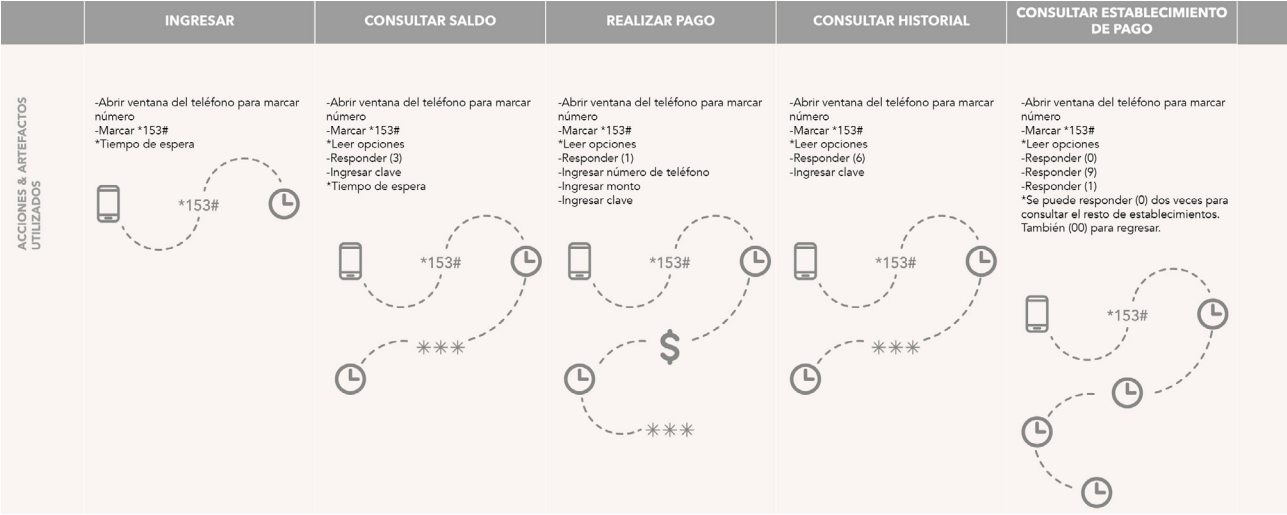 INGRESAR
CONSULTAR SALDO
REALIZAR PAGO
CONSULTAR HISTORIAL
CONSULTAR ESTABLECIMIENTO
DE PAGO
ACCIONES & ARTEFACTOS
UTILIZADOS
-Abrir ventana del teléfono para marcar
número
-Marcar *153#
*Tiempo de espera
*153#
-Abrir ventana del teléfono para marcar
número
-Marcar *153#
*Leer opciones
-Responder (3)
-Ingresar clave
*Tiempo de espera
*153#
***
-Abrir ventana del teléfono para marcar
número
-Marcar *153#
*Leer opciones
-Responder (1)
-Ingresar número de teléfono
-Ingresar monto
-Ingresar clave
*153#
$
***
-Abrir ventana del teléfono para marcar
número
-Marcar *153#
*Leer opciones
-Responder (6)
-Ingresar clave
*153#
***
-Abrir ventana del teléfono para marcar
número
-Marcar *153#
*Leer opciones
-Responder (0)
-Responder (9)
-Responder (1)
*Se puede responder (0) dos veces para
consultar el resto de establecimientos.
También (00) para regresar.
*153#